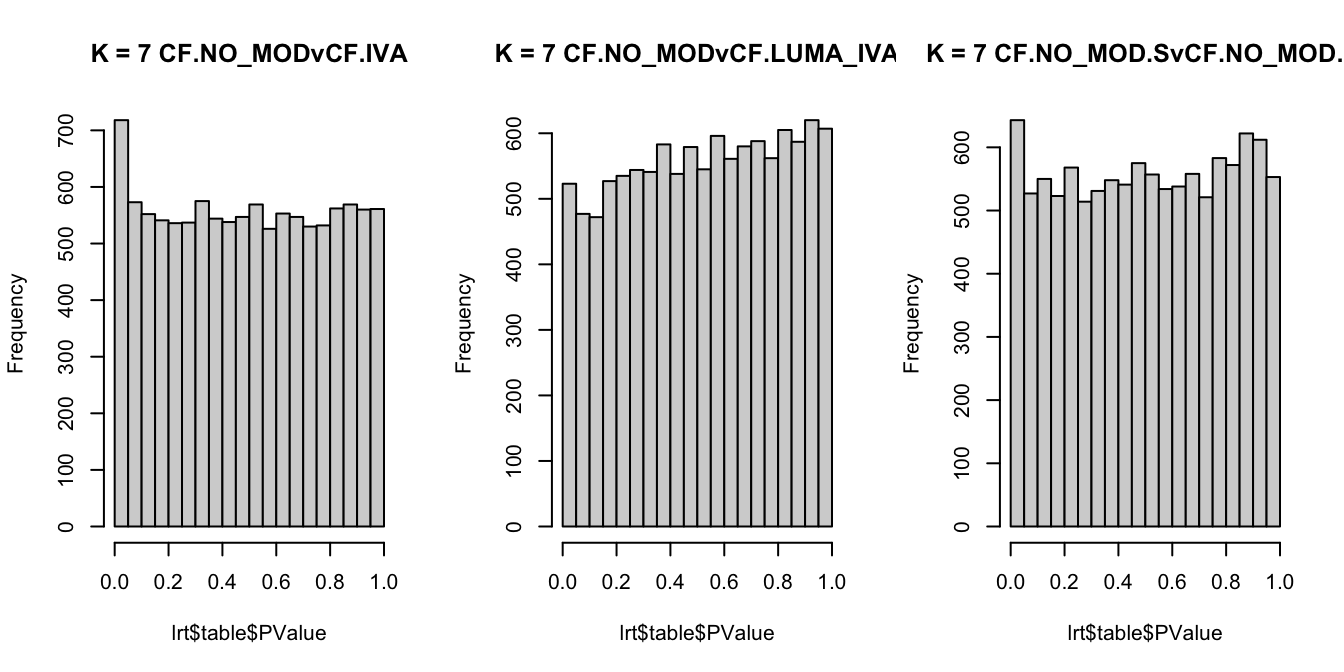 K = 7 CF.NO_MODvCF.IVA
Frequency
700
600
500
400
300
200
100
0
0.0 0.2 0.4 0.6 0.8 1.0
lrt$table$PValue
K = 7 CF.NO_MODvCF.LUMA_IVA
Frequency
600
500
400
300
200
100
0
0.0 0.2 0.4 0.6 0.8 1.0
lrt$table$PValue
K = 7 CF.NO_MOD.SvCF.NO_MOD.
Frequency
600
500
400
300
200
100
0
0.0 0.2 0.4 0.6 0.8 1.0
lrt$table$PValue